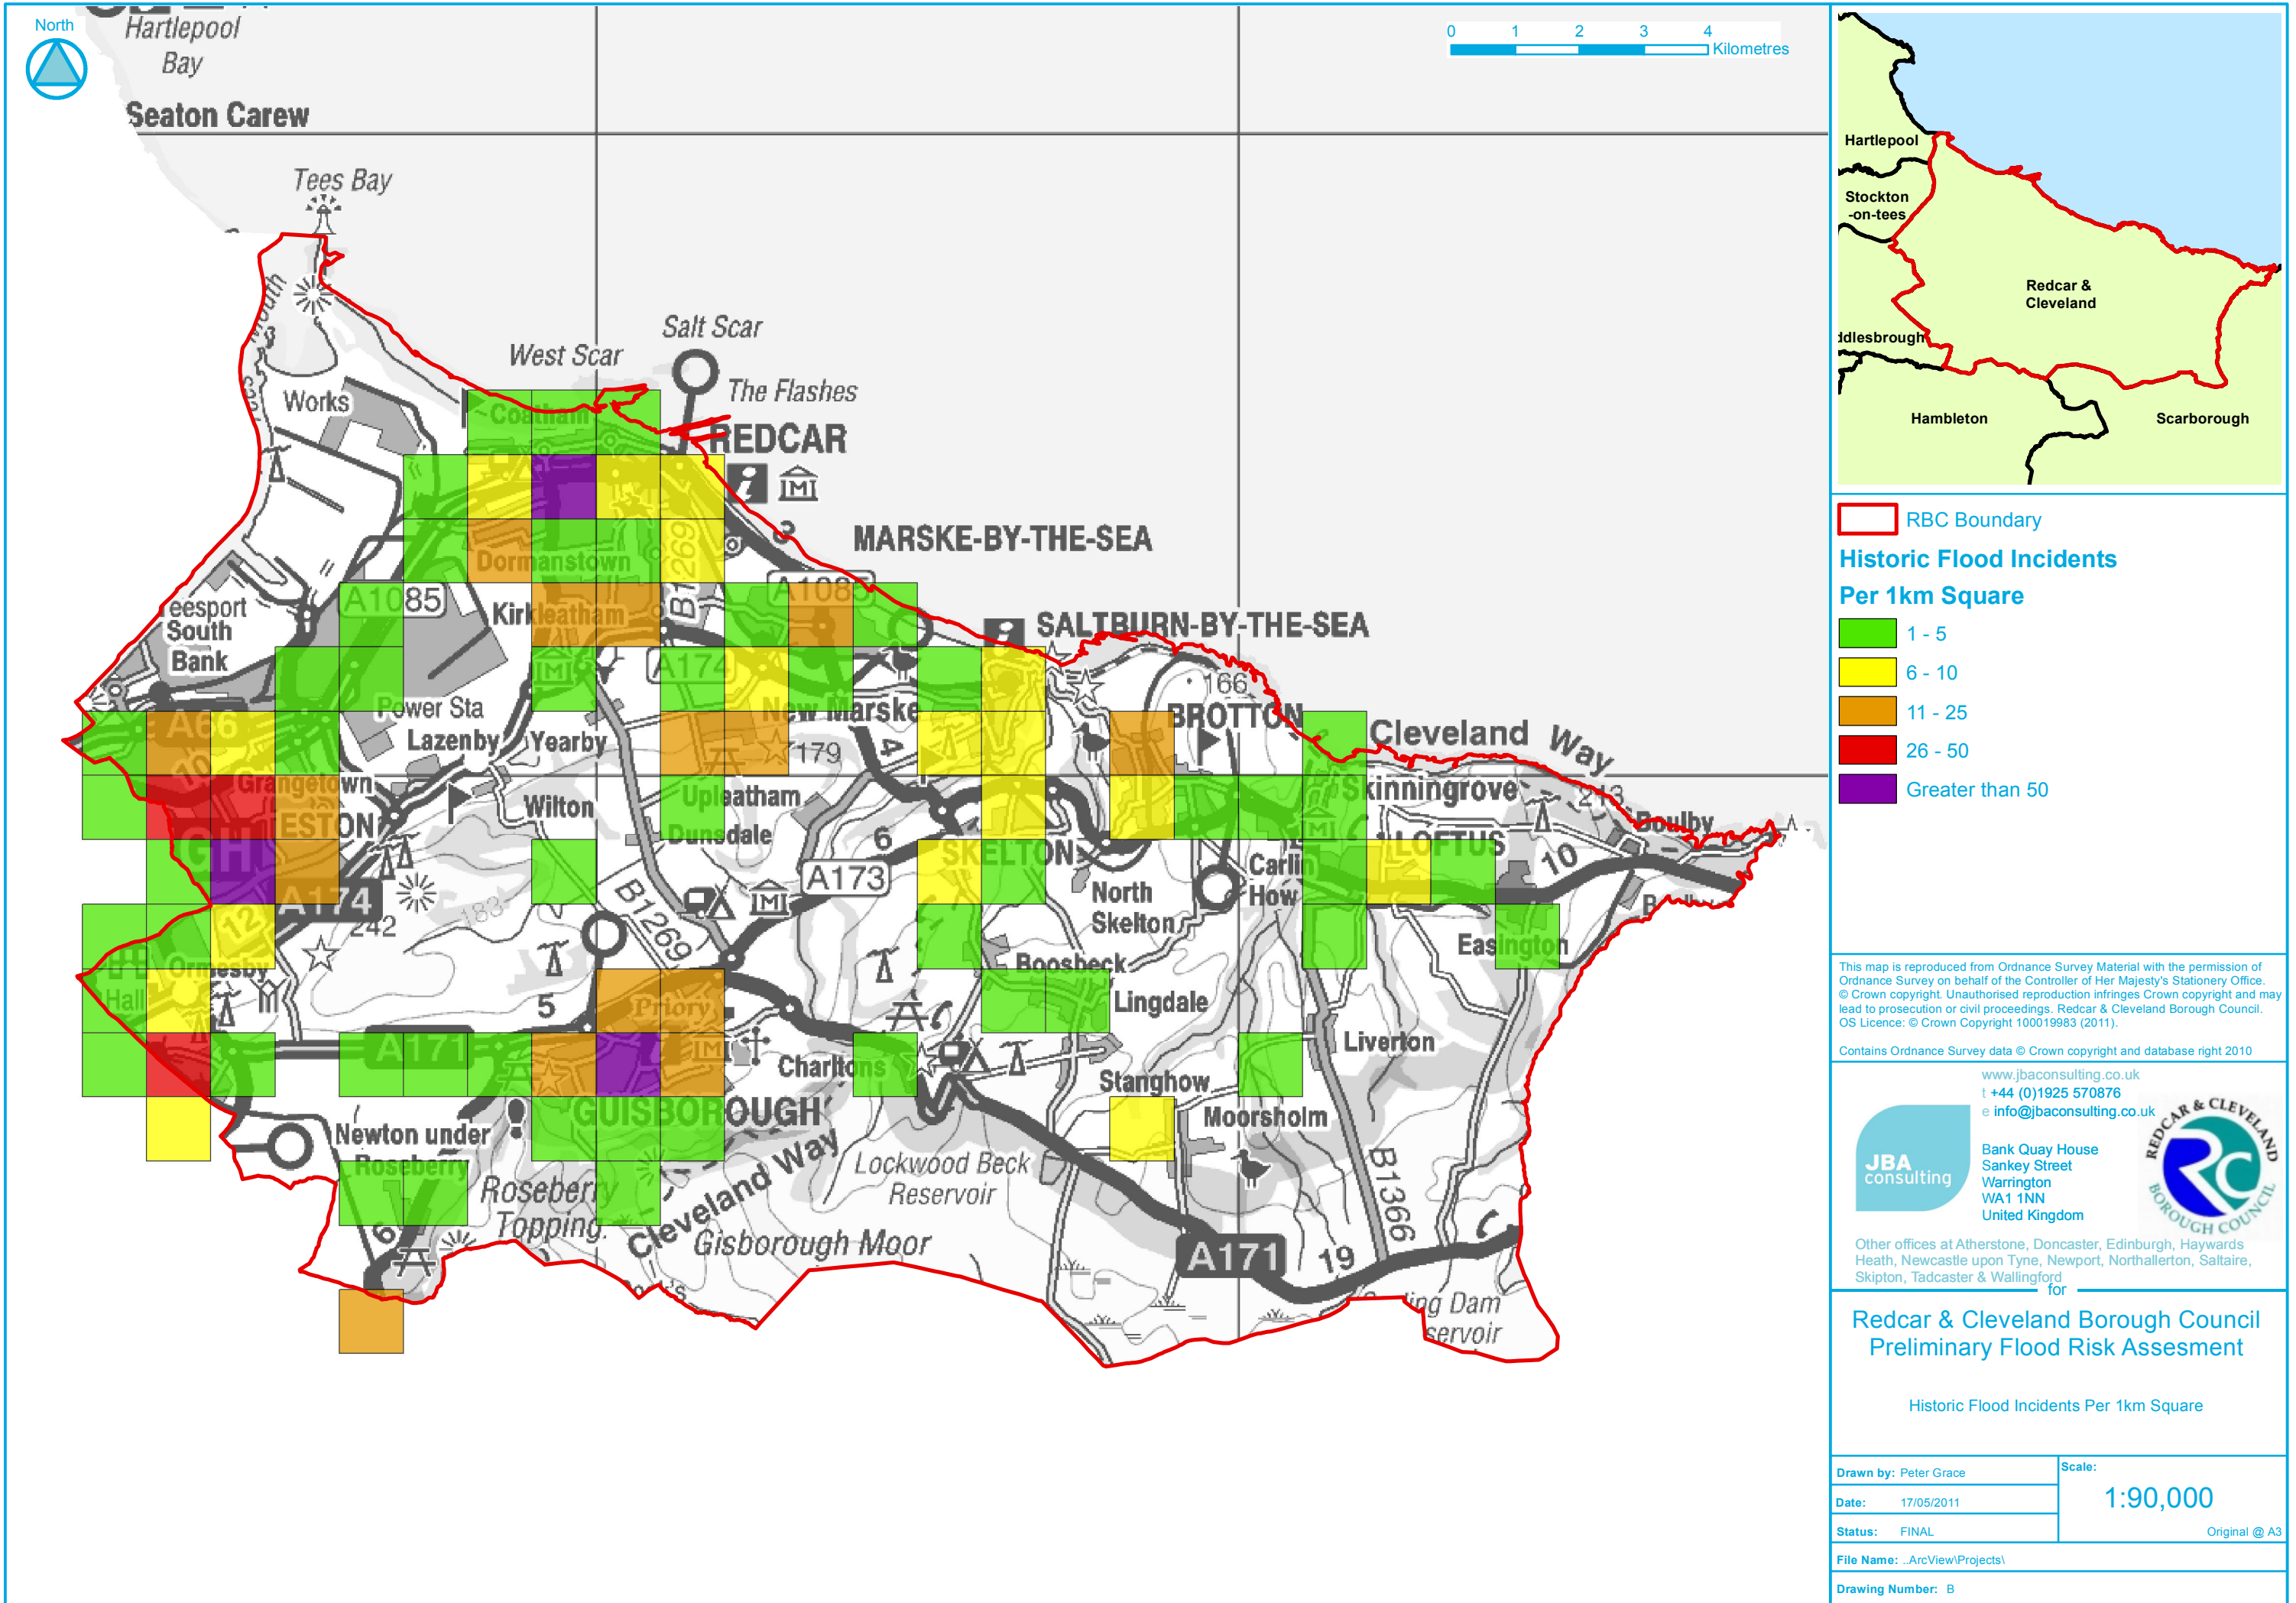 North
Hartlepool
Bay
Seaton Carew
Tees Bay
0 1 2 3 4
Kilometres
Salt Scar
West Scar
The Flashes
Works
Coatham
REDCAR
MARSKE-BY-THE-SEA
Dormanstown
B1269
A1085
A1085
Kirkleatham
eesport
South
Bank
SALTBURN-BY-THE-SEA
A174
166
Power Sta
New Marske
BROTTON
A66
Lazenby
Yearby
179
4
Cleveland Way
10
Grangetown
ESTON
Wilton
Upleatham
Dunsdale
6
Skinningrove
213
Boulby
GH
SKELTON
LOFTUS
10
A173
Carlin
How
North
Skelton
A174
183
242
12
B1269
Easington
Ormesby
Hall
Boosbeck
Lingdale
5
Priory
A171
Charltons
Liverton
Stanghow
Moorsholm
GUISBOROUGH
Newton under
Roseberry
Roseberry
Topping
Cleveland Way
Lockwood Beck
Reservoir
Gisborough Moor
B1366
6
A171
19
ing Dam
servoir
Hartlepool
Stockton
-on-tees
Redcar &
Cleveland
ddlesbrough
Hambleton
Scarborough
RBC Boundary
Historic Flood Incidents
Per 1km Square
1 - 5
6 - 10
11 - 25
26 - 50
Greater than 50
This map is reproduced from Ordnance Survey Material with the permission of
Ordnance Survey on behalf of the Controller of Her Majesty's Stationery Office.
© Crown copyright. Unauthorised reproduction infringes Crown copyright and may
lead to prosecution or civil proceedings. Redcar & Cleveland Borough Council.
OS Licence: © Crown Copyright 100019983 (2011).
Contains Ordnance Survey data © Crown copyright and database right 2010
www.jbaconsulting.co.uk
t +44 (0)1925 570876
e info@jbaconsulting.co.uk
JBA
consulting
Bank Quay House
Sankey Street
Warrington
WA1 1NN
United Kingdom
REDCAR & CLEVELAND
BOROUGH COUNCIL
Other offices at Atherstone, Doncaster, Edinburgh, Haywards
Heath, Newcastle upon Tyne, Newport, Northallerton, Saltaire,
Skipton, Tadcaster & Wallingford
for
Redcar & Cleveland Borough Council
Preliminary Flood Risk Assesment
Historic Flood Incidents Per 1km Square
Drawn by: Peter Grace
Scale:
1:90,000
Date: 17/05/2011
Status: FINAL
Original @ A3
File Name: ..ArcView\Projects\
Drawing Number: B